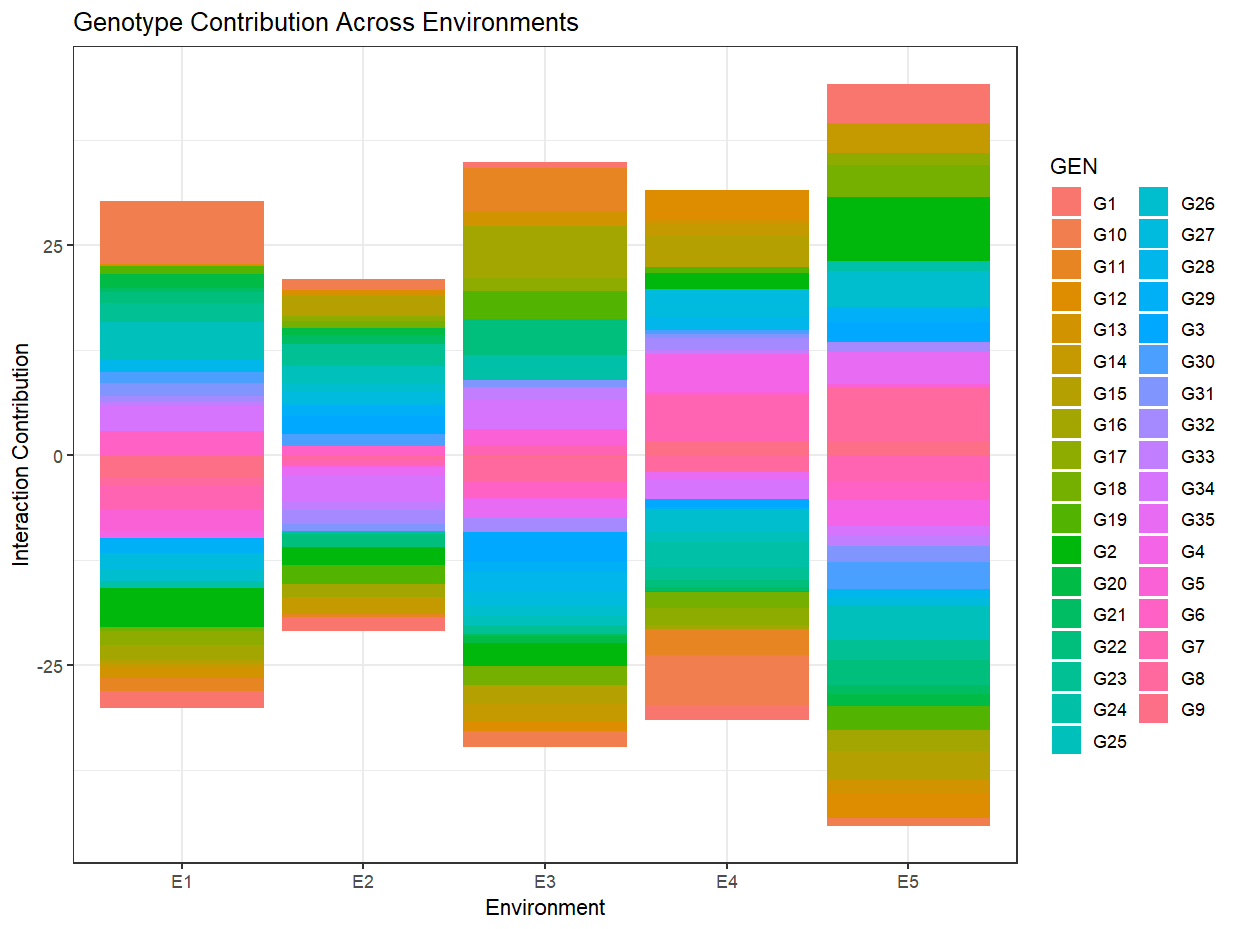 Genotype Contribution Across Environments
Interaction Contribution
25
0
-25
E1 E2 E3 E4 E5
Environment
GEN
G1 G26
G10 G27
G11 G28
G12 G29
G13 G3
G14 G30
G15 G31
G16 G32
G17 G33
G18 G34
G19 G35
G2 G4
G20 G5
G21 G6
G22 G7
G23 G8
G24 G9
G25